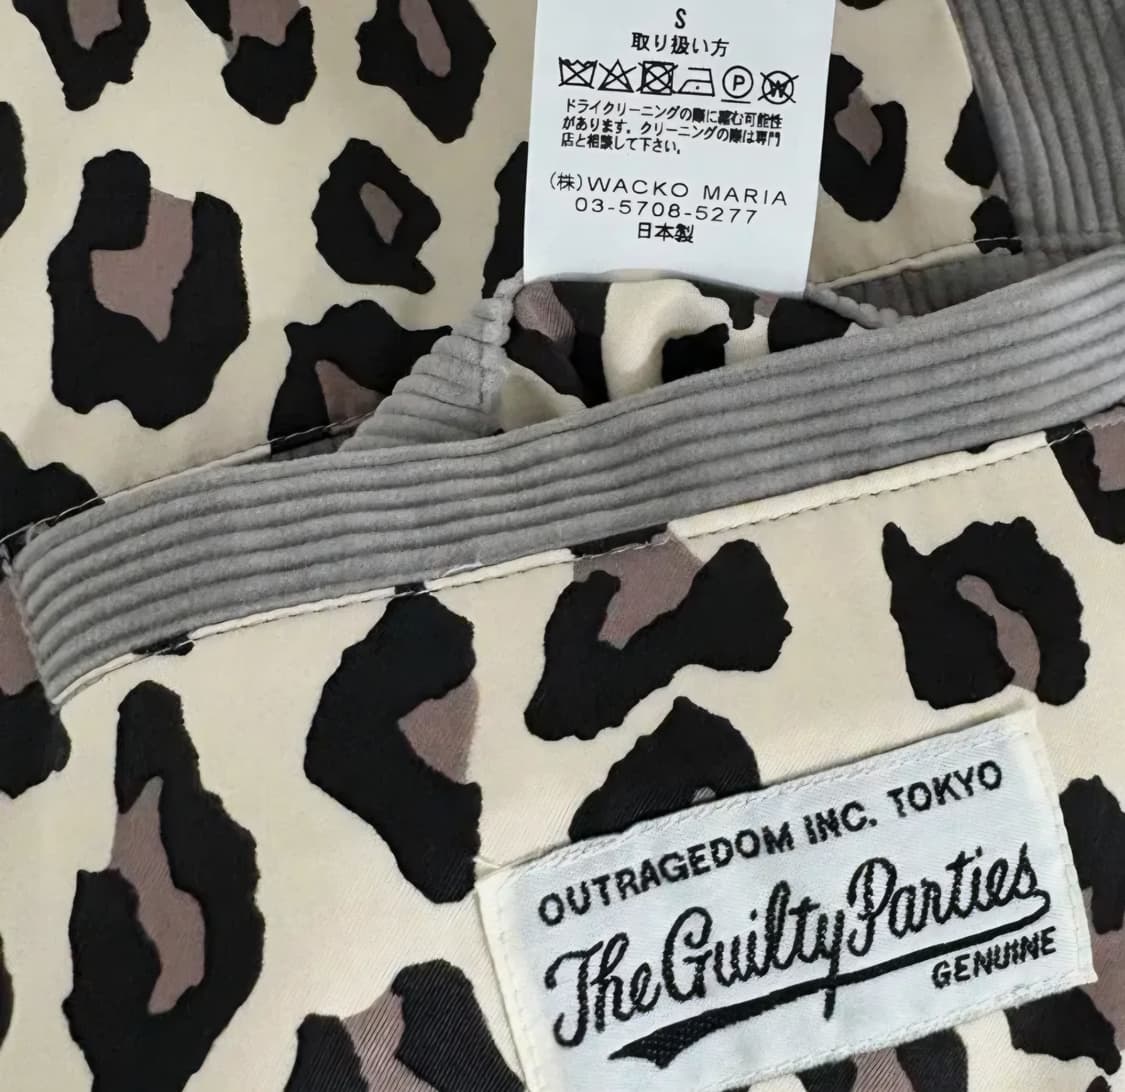 S
取り扱い方
P W
ドライクリーニングの際に縮む可能性
があります。クリーニングの際は専門
店と相談して下さい。
(株)WACKO MARIA
03-5708-5277
日本製
OUTRAGEDOM INC. TOKYO
The Guilty Parties
GENUINE